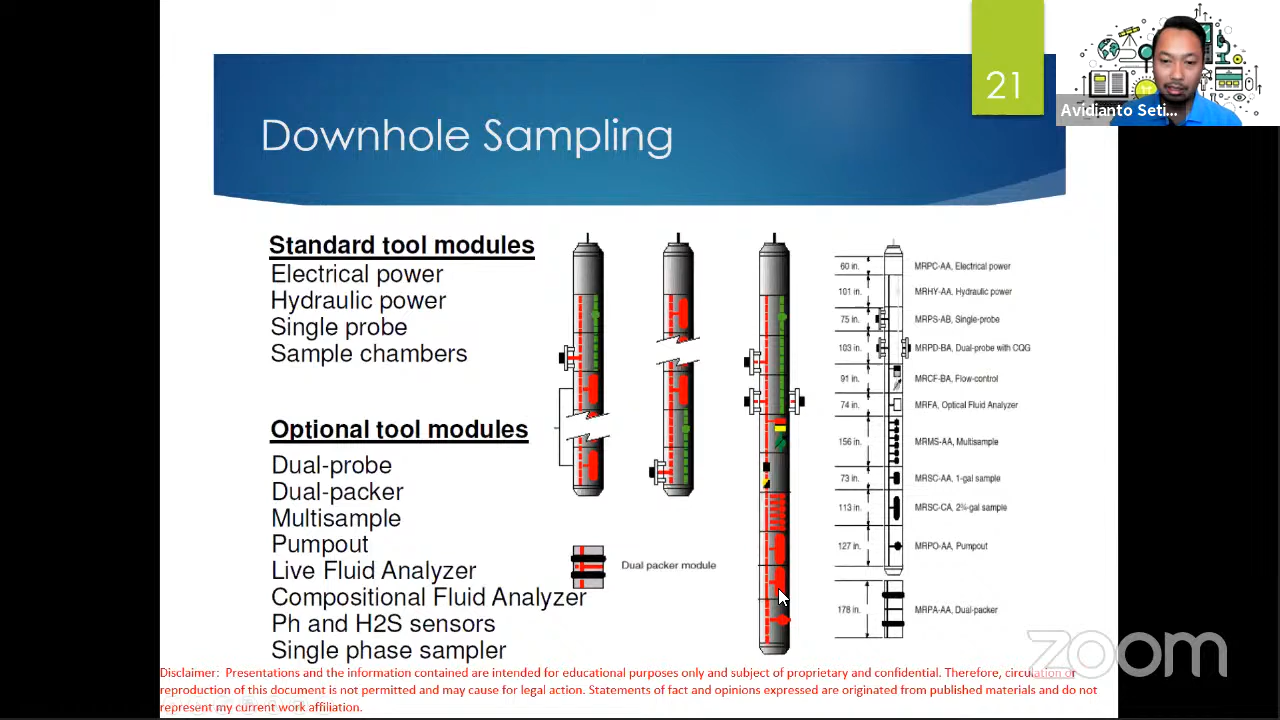 21
Avidianto Seti...
Downhole Sampling
Standard tool modules
Electrical power
Hydraulic power
Single probe
Sample chambers
Optional tool modules
Dual-probe
Dual-packer
Multisample
Pumpout
Live Fluid Analyzer
Compositional Fluid Analyzer
Ph and H2S sensors
Single phase sampler
Dual packer module
60 in. MRPC-AA, Electrical power
101 in. MRHY-AA, Hydraulic power
75 in. MRPS-AB, Single-probe
103 in. MRPD-BA, Dual-probe with CQG
91 in. MRCF-BA, Flow-control
74 in. MRFA, Optical Fluid Analyzer
156 in. MRMS-AA, Multisample
73 in. MRSC-AA, 1-gal sample
113 in. MRSC-CA, 2¾-gal sample
127 in. MRPO-AA, Pumpout
178 in. MRPA-AA, Dual-packer
zoom
Disclaimer: Presentations and the information contained are intended for educational purposes only and subject of proprietary and confidential. Therefore, circulation or
reproduction of this document is not permitted and may cause for legal action. Statements of fact and opinions expressed are originated from published materials and do not
represent my current work affiliation.